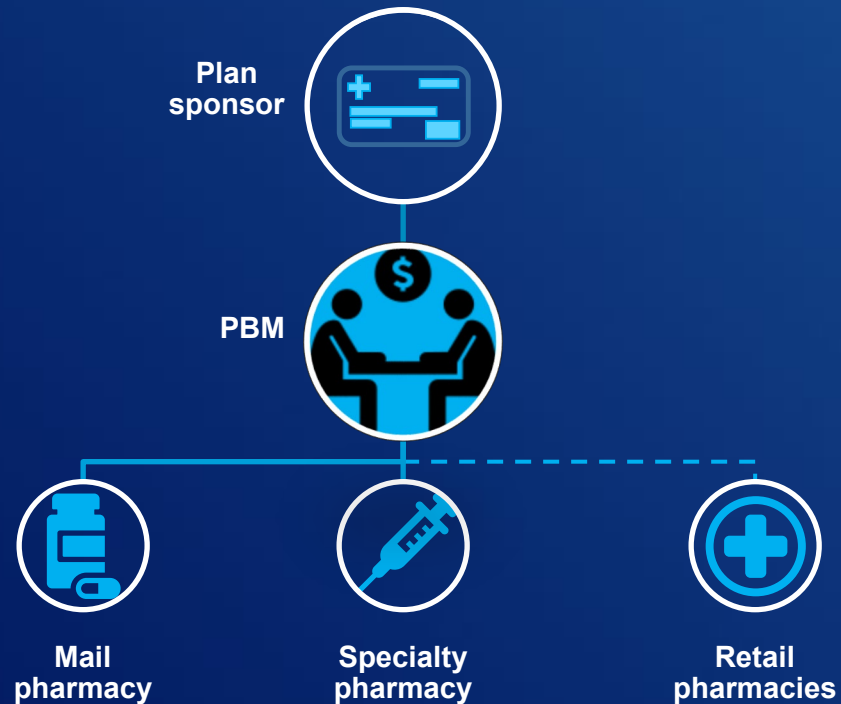 Plan
sponsor
$
PBM
Mail
pharmacy
Specialty
pharmacy
Retail
pharmacies